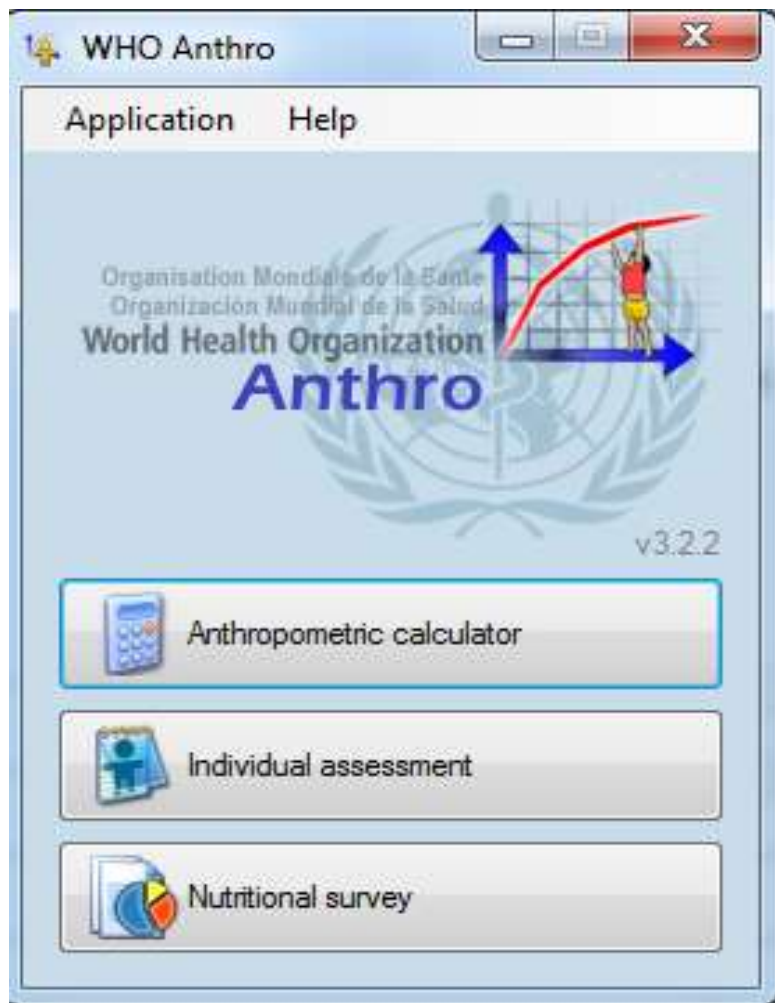 WHO Anthro
Application Help
Organisation Mondiale de la Santé
Organización Mundial de la Salud
World Health Organization
Anthro
v3.2.2
Anthropometric calculator
Individual assessment
Nutritional survey